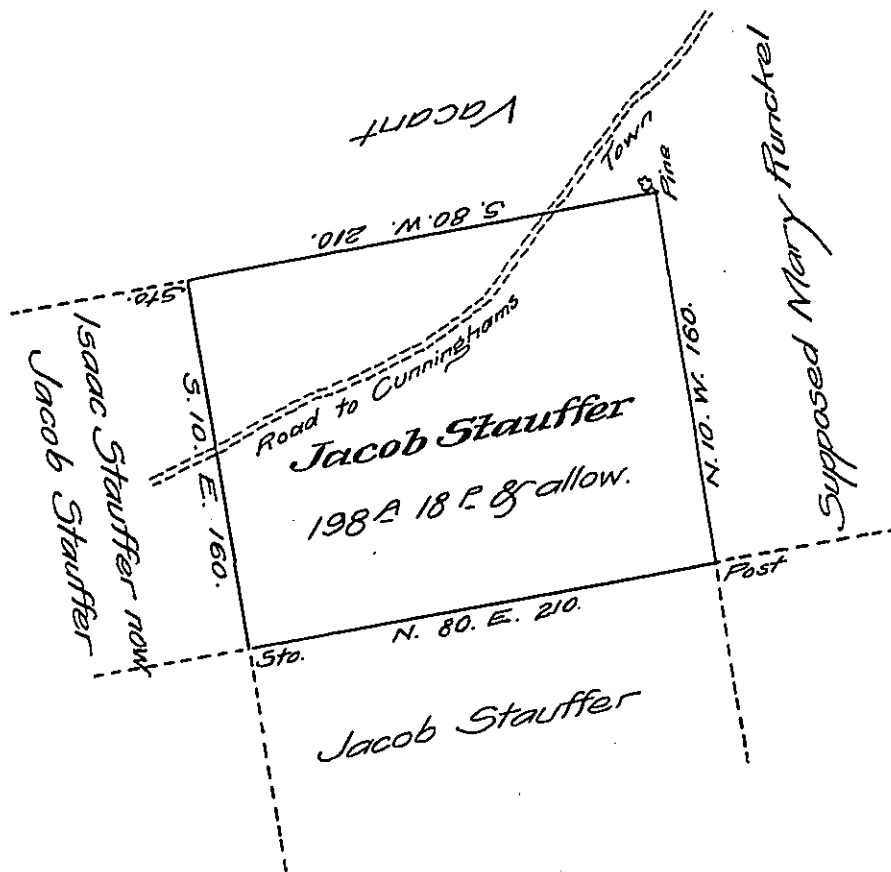 Vacant
Town
Pine
S. 80. W. 210.
Sto.
Supposed Mary Runckel
Isaac Stauffer now
Jacob Stauffer
S. 10. E. 160.
Road to Cunninghams
N. 10. W. 160.
Jacob Stauffer
198 A 18 P & allow.
Post
N. 80. E. 210.
Sto.
Jacob Stauffer